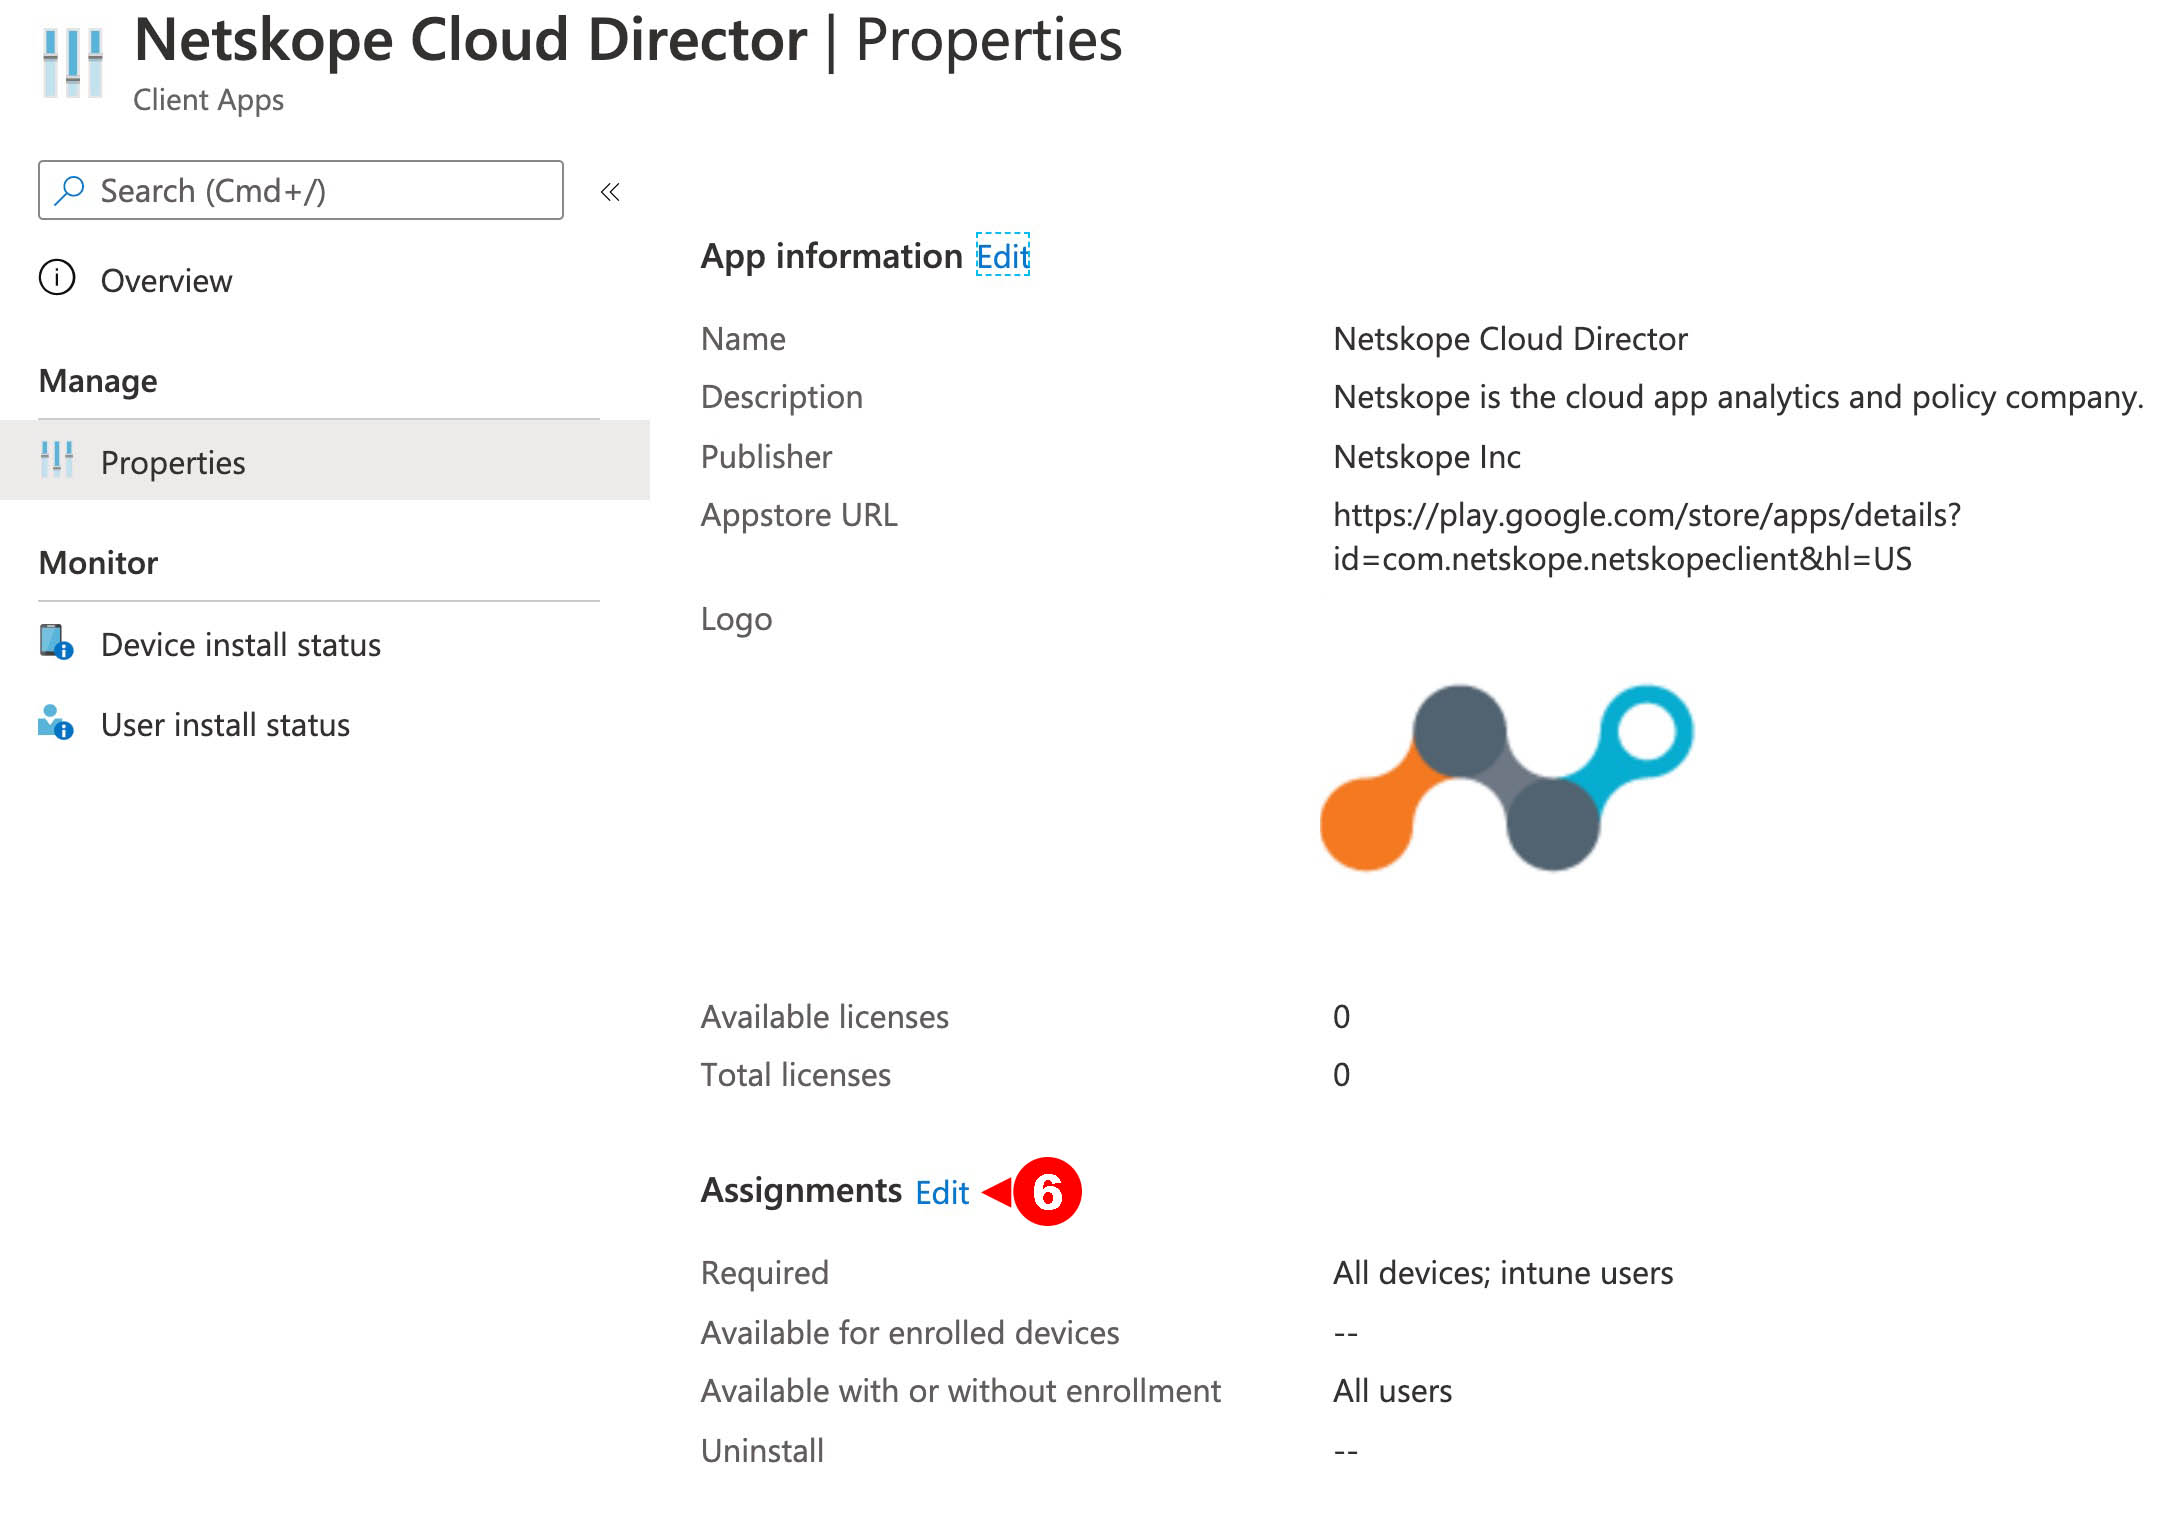 Netskope Cloud Director | Properties
Client Apps
Search (Cmd+/)
Overview
Manage
Properties
Monitor
Device install status
User install status
App information Edit
Name Netskope Cloud Director
Description Netskope is the cloud app analytics and policy company.
Publisher Netskope Inc
Appstore URL https://play.google.com/store/apps/details?
id=com.netskope.netskopeclient&hl=US
Logo
Available licenses 0
Total licenses 0
Assignments Edit 6
Required All devices; intune users
Available for enrolled devices --
Available with or without enrollment All users
Uninstall --